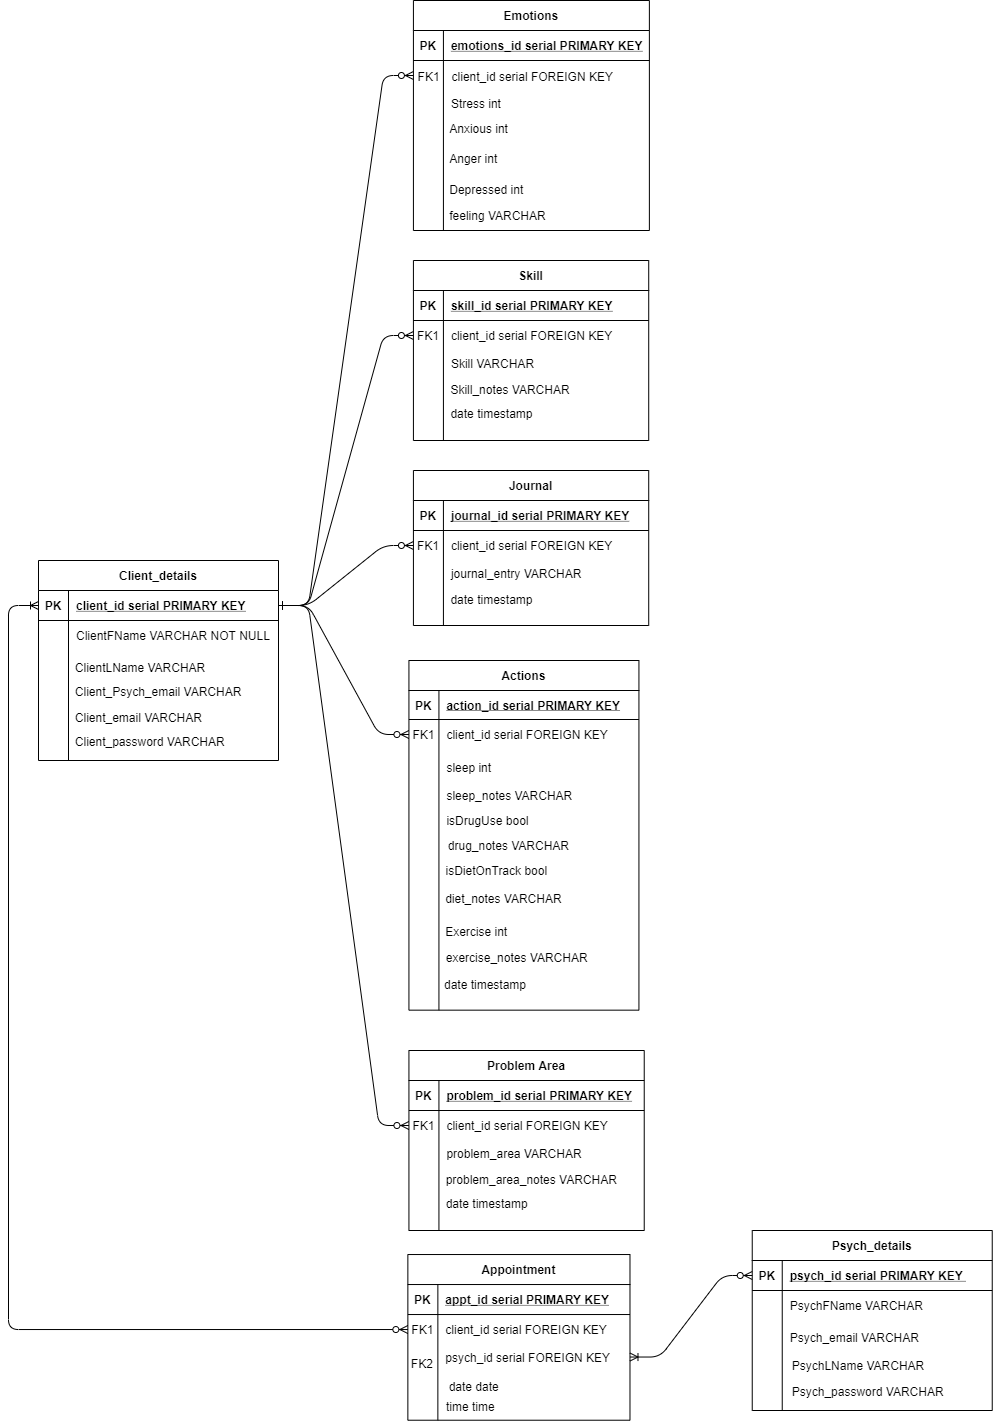 Emotions
PK emotions_id serial PRIMARY KEY
FK1 client_id serial FOREIGN KEY
Stress int
Anxious int
Anger int
Depressed int
feeling VARCHAR
Skill
PK skill_id serial PRIMARY KEY
FK1 client_id serial FOREIGN KEY
Skill VARCHAR
Skill_notes VARCHAR
date timestamp
Journal
PK journal_id serial PRIMARY KEY
FK1 client_id serial FOREIGN KEY
journal_entry VARCHAR
date timestamp
Client_details
PK client_id serial PRIMARY KEY
ClientFName VARCHAR NOT NULL
ClientLName VARCHAR
Client_Psych_email VARCHAR
Client_email VARCHAR
Client_password VARCHAR
Actions
PK action_id serial PRIMARY KEY
FK1 client_id serial FOREIGN KEY
sleep int
sleep_notes VARCHAR
isDrugUse bool
drug_notes VARCHAR
isDietOnTrack bool
diet_notes VARCHAR
Exercise int
exercise_notes VARCHAR
date timestamp
Problem Area
PK problem_id serial PRIMARY KEY
FK1 client_id serial FOREIGN KEY
problem_area VARCHAR
problem_area_notes VARCHAR
date timestamp
Appointment
PK appt_id serial PRIMARY KEY
FK1 client_id serial FOREIGN KEY
FK2 psych_id serial FOREIGN KEY
date date
time time
Psych_details
PK psych_id serial PRIMARY KEY
PsychFName VARCHAR
Psych_email VARCHAR
PsychLName VARCHAR
Psych_password VARCHAR